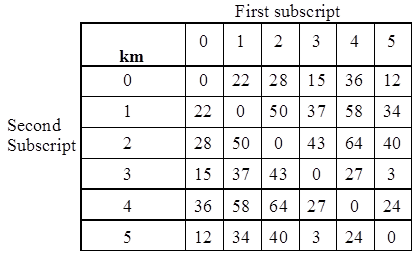 First subscript
km 0 1 2 3 4 5
0 0 22 28 15 36 12
1 22 0 50 37 58 34
Second Subscript
2 28 50 0 43 64 40
3 15 37 43 0 27 3
4 36 58 64 27 0 24
5 12 34 40 3 24 0